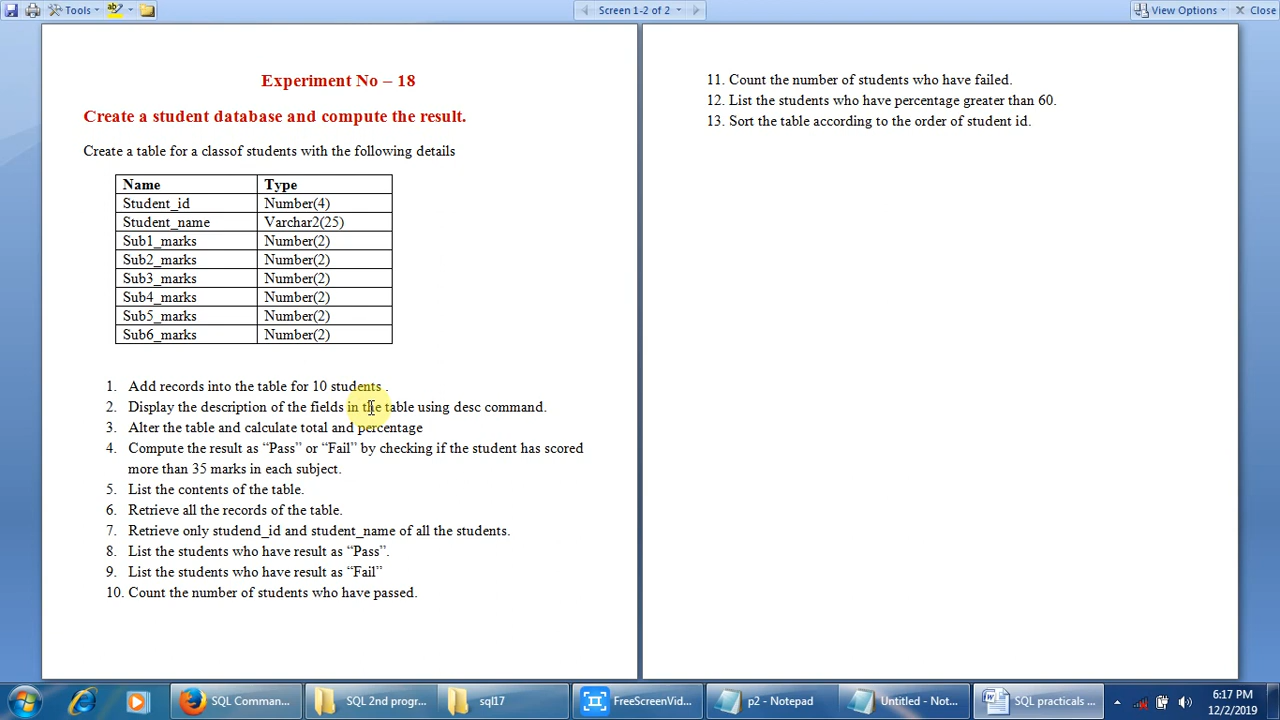 Tools
Screen 1-2 of 2
View Options
Close
Experiment No – 18
Create a student database and compute the result.
Create a table for a classof students with the following details
Name Type
Student_id Number(4)
Student_name Varchar2(25)
Sub1_marks Number(2)
Sub2_marks Number(2)
Sub3_marks Number(2)
Sub4_marks Number(2)
Sub5_marks Number(2)
Sub6_marks Number(2)
1. Add records into the table for 10 students .
2. Display the description of the fields in the table using desc command.
3. Alter the table and calculate total and percentage
4. Compute the result as “Pass” or “Fail” by checking if the student has scored
more than 35 marks in each subject.
5. List the contents of the table.
6. Retrieve all the records of the table.
7. Retrieve only studend_id and student_name of all the students.
8. List the students who have result as “Pass”.
9. List the students who have result as “Fail”
10. Count the number of students who have passed.
11. Count the number of students who have failed.
12. List the students who have percentage greater than 60.
13. Sort the table according to the order of student id.
SQL Comman...
SQL 2nd progr...
sql17
FreeScreenVid...
p2 - Notepad
Untitled - Not...
SQL practicals ...
6:17 PM
12/2/2019